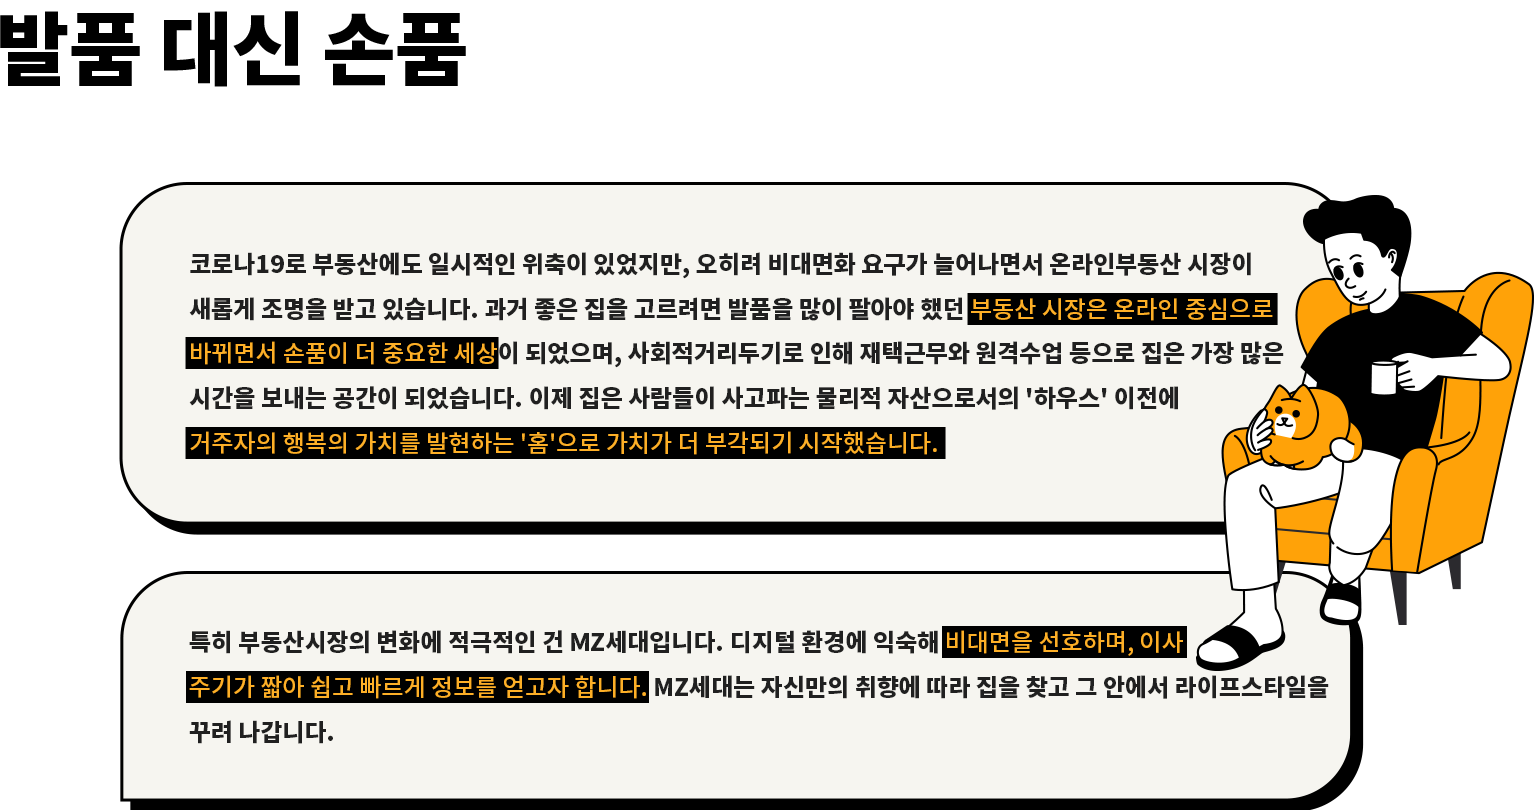 발품 대신 손품
코로나19로 부동산에도 일시적인 위축이 있었지만, 오히려 비대면화 요구가 늘어나면서 온라인부동산 시장이
새롭게 조명을 받고 있습니다. 과거 좋은 집을 고르려면 발품을 많이 팔아야 했던 부동산 시장은 온라인 중심으로
바뀌면서 손품이 더 중요한 세상이 되었으며, 사회적거리두기로 인해 재택근무와 원격수업 등으로 집은 가장 많은
시간을 보내는 공간이 되었습니다. 이제 집은 사람들이 사고파는 물리적 자산으로서의 '하우스' 이전에
거주자의 행복의 가치를 발현하는 '홈'으로 가치가 더 부각되기 시작했습니다.
특히 부동산시장의 변화에 적극적인 건 MZ세대입니다. 디지털 환경에 익숙해 비대면을 선호하며, 이사
주기가 짧아 쉽고 빠르게 정보를 얻고자 합니다. MZ세대는 자신만의 취향에 따라 집을 찾고 그 안에서 라이프스타일을
꾸려 나갑니다.